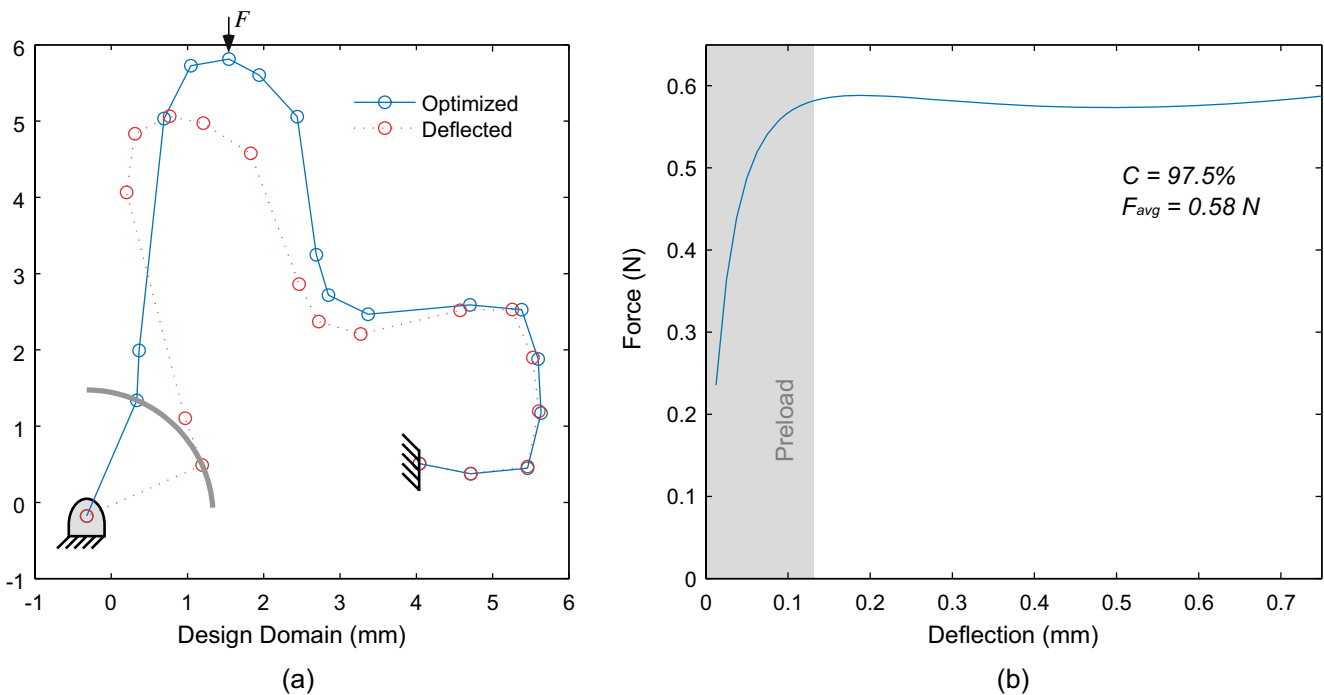 F
6
5
4
3
2
1
0
-1
-1 0 1 2 3 4 5 6
Design Domain (mm)
Optimized
Deflected
(a)
0.6
0.5
0.4
0.3
0.2
0.1
0
Force (N)
0 0.1 0.2 0.3 0.4 0.5 0.6 0.7
Deflection (mm)
Preload
C = 97.5%
Favg = 0.58 N
(b)